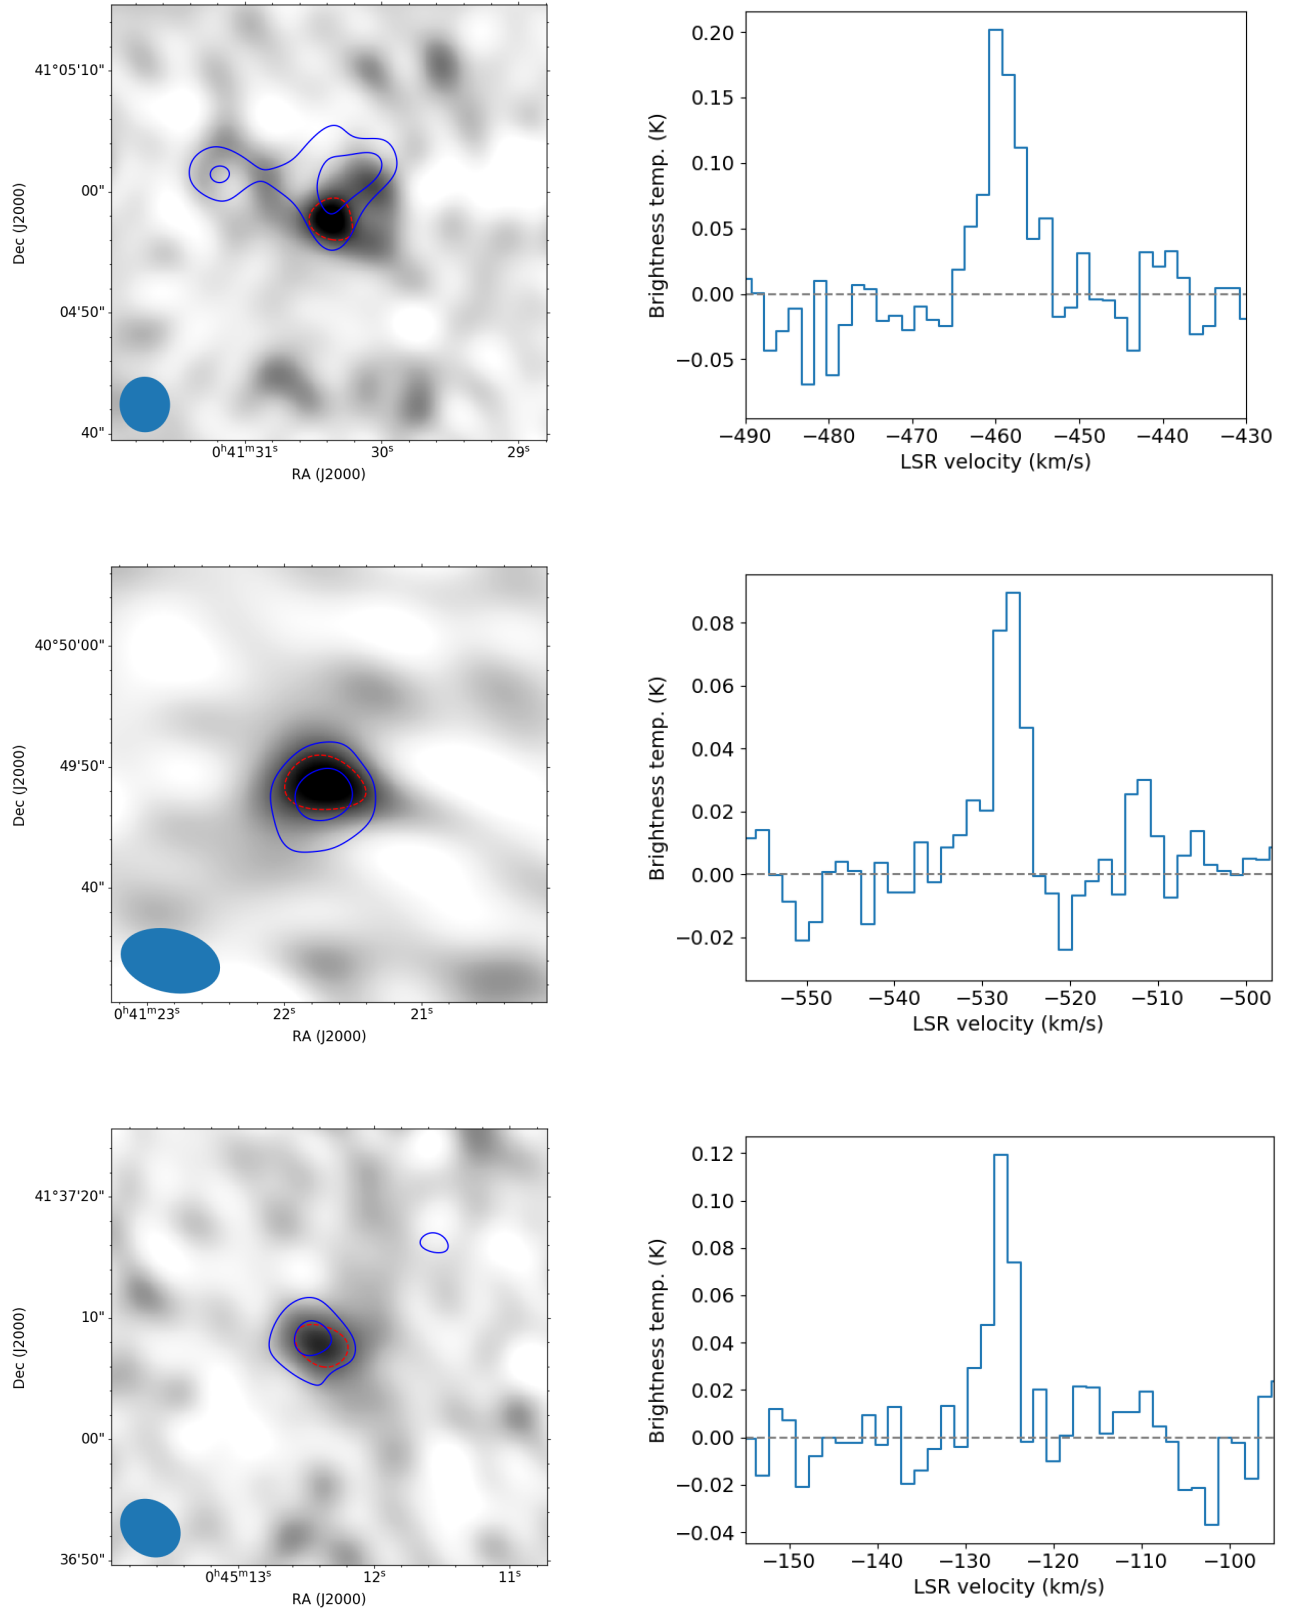 41°05'10"
00"
04'50"
40"
Dec (J2000)
0ʰ41ᵐ31ˢ 30ˢ 29ˢ
RA (J2000)
0.20
0.15
0.10
0.05
0.00
−0.05
Brightness temp. (K)
−490 −480 −470 −460 −450 −440 −430
LSR velocity (km/s)
40°50'00"
49'50"
40"
Dec (J2000)
0ʰ41ᵐ23ˢ 22ˢ 21ˢ
RA (J2000)
0.08
0.06
0.04
0.02
0.00
−0.02
Brightness temp. (K)
−550 −540 −530 −520 −510 −500
LSR velocity (km/s)
41°37'20"
10"
00"
36'50"
Dec (J2000)
0ʰ45ᵐ13ˢ 12ˢ 11ˢ
RA (J2000)
0.12
0.10
0.08
0.06
0.04
0.02
0.00
−0.02
−0.04
Brightness temp. (K)
−150 −140 −130 −120 −110 −100
LSR velocity (km/s)